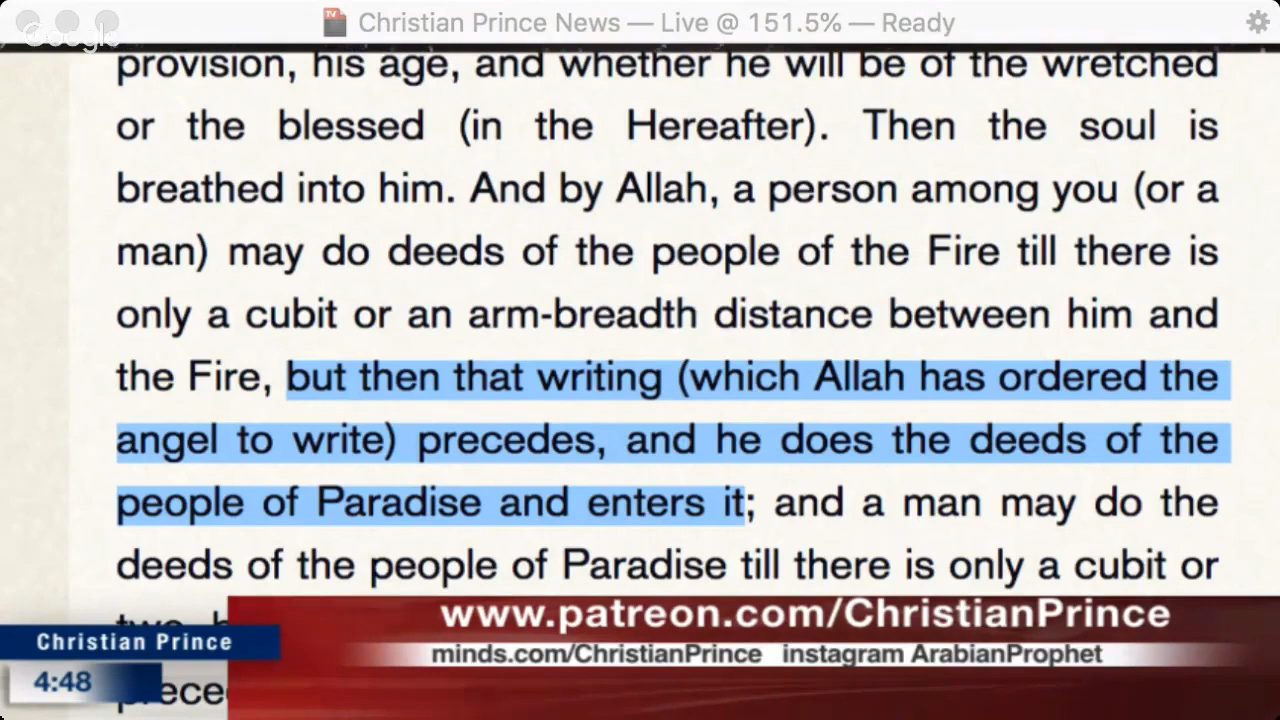 Christian Prince News — Live @ 151.5% — Ready
Google
provision, his age, and whether he will be of the wretched
or the blessed (in the Hereafter). Then the soul is
breathed into him. And by Allah, a person among you (or a
man) may do deeds of the people of the Fire till there is
only a cubit or an arm-breadth distance between him and
the Fire, but then that writing (which Allah has ordered the
angel to write) precedes, and he does the deeds of the
people of Paradise and enters it; and a man may do the
deeds of the people of Paradise till there is only a cubit or
www.patreon.com/ChristianPrince
Christian Prince
minds.com/ChristianPrince instagram ArabianProphet
4:48